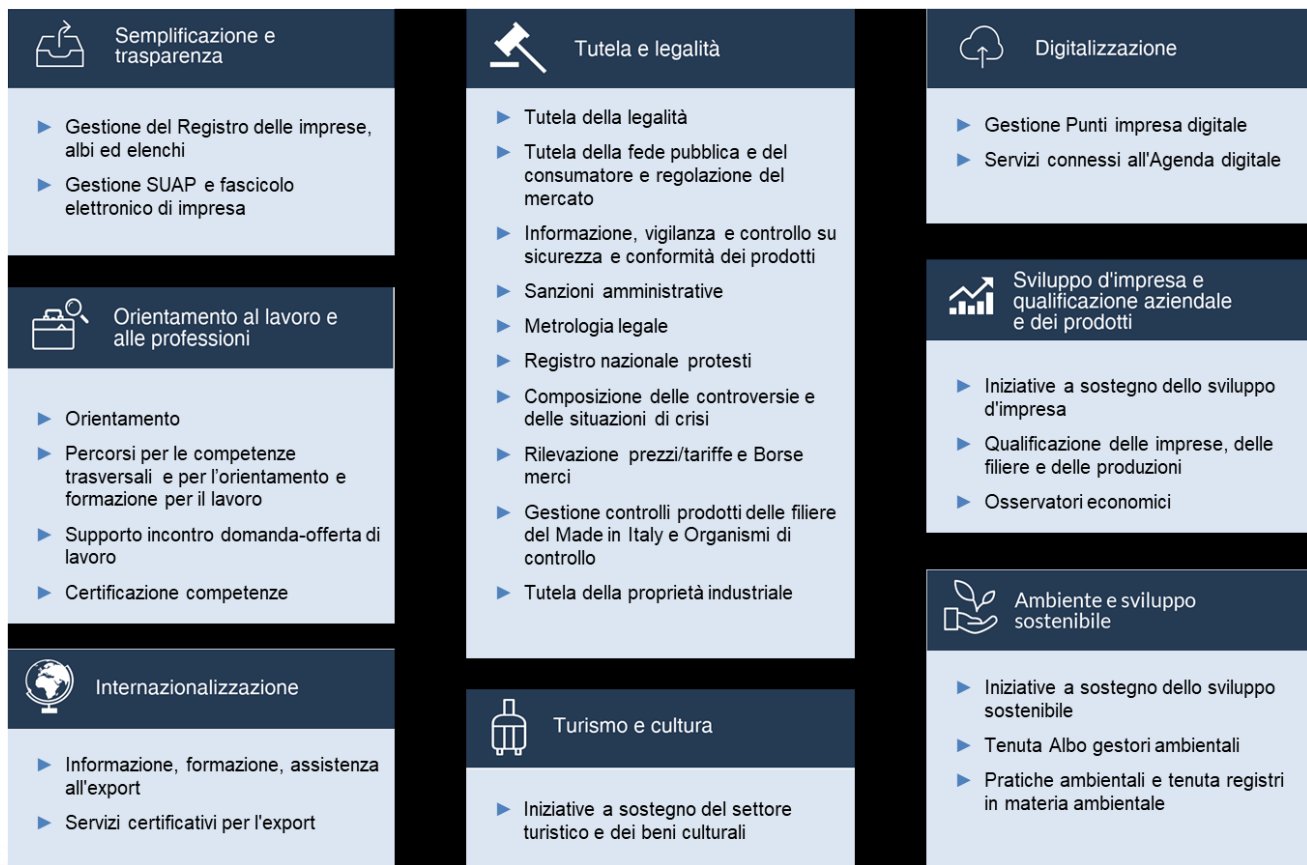 Semplificazione e
trasparenza
Gestione del Registro delle imprese,
albi ed elenchi
Gestione SUAP e fascicolo
elettronico di impresa
Orientamento al lavoro e
alle professioni
Orientamento
Percorsi per le competenze
trasversali e per l’orientamento e
formazione per il lavoro
Supporto incontro domanda-offerta di
lavoro
Certificazione competenze
Internazionalizzazione
Informazione, formazione, assistenza
all'export
Servizi certificativi per l'export
Tutela e legalità
Tutela della legalità
Tutela della fede pubblica e del
consumatore e regolazione del
mercato
Informazione, vigilanza e controllo su
sicurezza e conformità dei prodotti
Sanzioni amministrative
Metrologia legale
Registro nazionale protesti
Composizione delle controversie e
delle situazioni di crisi
Rilevazione prezzi/tariffe e Borse
merci
Gestione controlli prodotti delle filiere
del Made in Italy e Organismi di
controllo
Tutela della proprietà industriale
Turismo e cultura
Iniziative a sostegno del settore
turistico e dei beni culturali
Digitalizzazione
Gestione Punti impresa digitale
Servizi connessi all'Agenda digitale
Sviluppo d'impresa e
qualificazione aziendale
e dei prodotti
Iniziative a sostegno dello sviluppo
d'impresa
Qualificazione delle imprese, delle
filiere e delle produzioni
Osservatori economici
Ambiente e sviluppo
sostenibile
Iniziative a sostegno dello sviluppo
sostenibile
Tenuta Albo gestori ambientali
Pratiche ambientali e tenuta registri
in materia ambientale